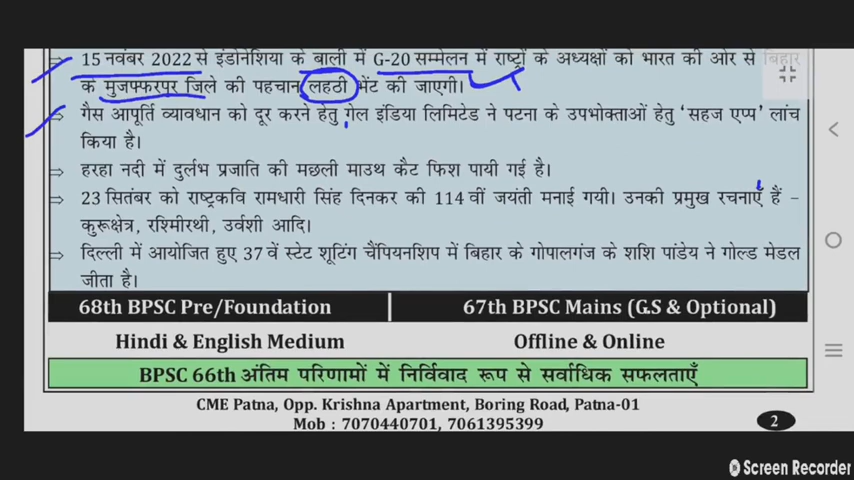 ⇒ 15 नवंबर 2022 से इंडोनेशिया के बाली में G-20 सम्मेलन में राष्ट्रों के अध्यक्षों को भारत की ओर से बिहार
के मुजफ्फरपुर जिले की पहचान लहठी भेंट की जाएगी।
⇒ गैस आपूर्ति व्यावधान को दूर करने हेतु गेल इंडिया लिमिटेड ने पटना के उपभोक्ताओं हेतु ‘सहज एप्प’ लांच
किया है।
⇒ हरहा नदी में दुर्लभ प्रजाति की मछली माउथ कैट फिश पायी गई है।
⇒ 23 सितंबर को राष्ट्रकवि रामधारी सिंह दिनकर की 114 वीं जयंती मनाई गयी। उनकी प्रमुख रचनाएँ हैं –
कुरूक्षेत्र, रश्मिरथी, उर्वशी आदि।
⇒ दिल्ली में आयोजित हुए 37 वें स्टेट शूटिंग चैंपियनशिप में बिहार के गोपालगंज के शशि पांडेय ने गोल्ड मेडल
जीता है।
68th BPSC Pre/Foundation 67th BPSC Mains (G.S & Optional)
Hindi & English Medium Offline & Online
BPSC 66th अंतिम परिणामों में निर्विवाद रूप से सर्वाधिक सफलताएँ
CME Patna, Opp. Krishna Apartment, Boring Road, Patna-01
Mob : 7070440701, 7061395399
2
Screen Recorder